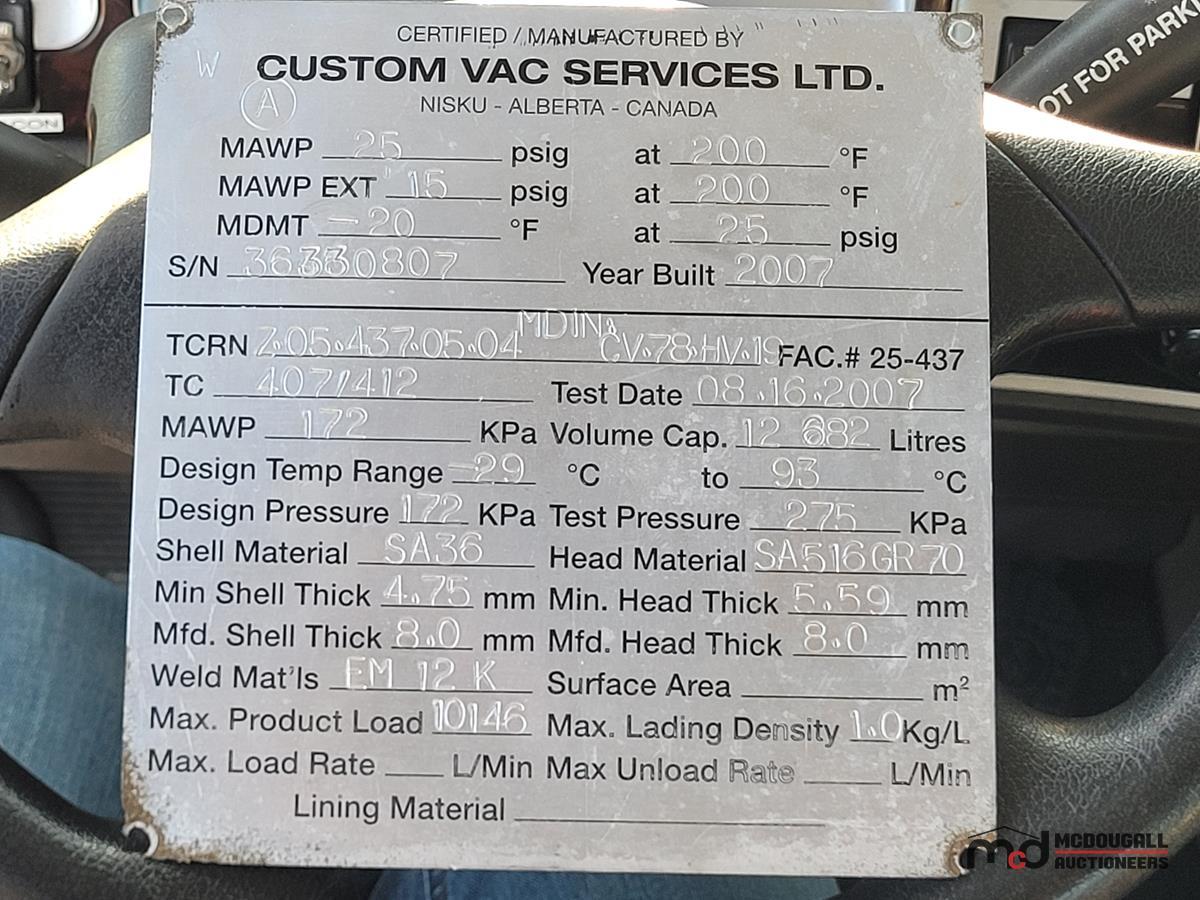 CERTIFIED / MANUFACTURED BY
W
CUSTOM VAC SERVICES LTD.
A
NISKU - ALBERTA - CANADA
MAWP 25 psig at 200 °F
MAWP EXT 15 psig at 200 °F
MDMT -20 °F at 25 psig
S/N 36330807 Year Built 2007
MDIN:
TCRN Z.05.437.05.04 CV.78.HV.19 FAC.# 25-437
TC 407/412 Test Date 08.16.2007
MAWP 172 KPa Volume Cap. 12 682 Litres
Design Temp Range -29 °C to 93 °C
Design Pressure 172 KPa Test Pressure 275 KPa
Shell Material SA36 Head Material SA516GR70
Min Shell Thick 4.75 mm Min. Head Thick 5.59 mm
Mfd. Shell Thick 8.0 mm Mfd. Head Thick 8.0 mm
Weld Mat'ls EM 12 K Surface Area m²
Max. Product Load 10146 Max. Lading Density 1.0 Kg/L
Max. Load Rate L/Min Max Unload Rate L/Min
Lining Material
OT FOR PARK
CON
mcd MCDOUGALL
AUCTIONEERS